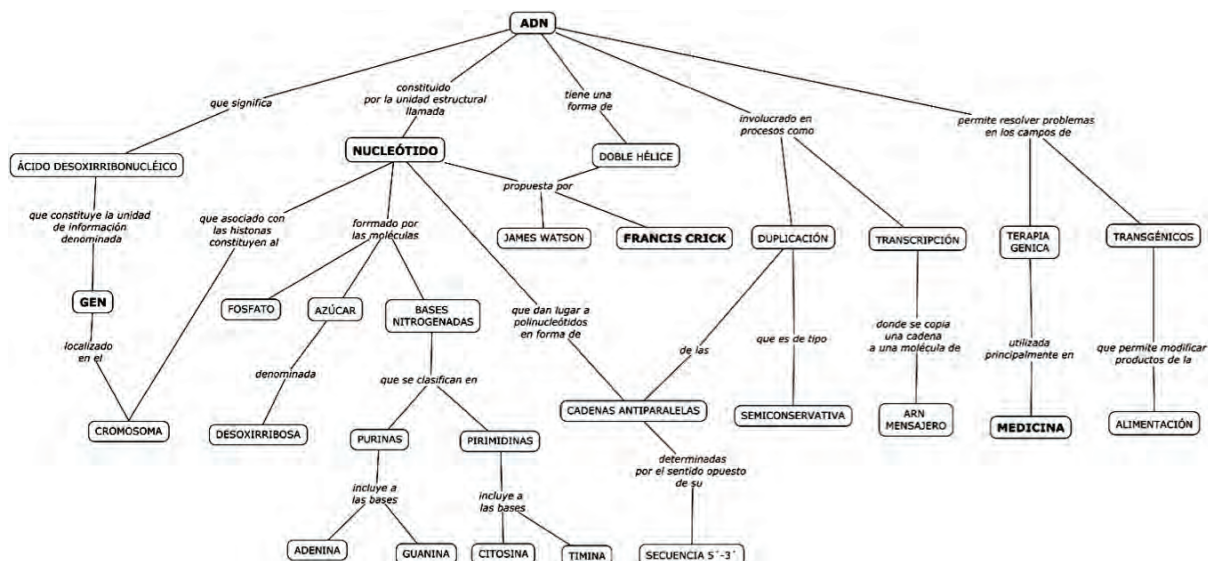 ADN
que significa
constituido
por la unidad estructural
llamada
tiene una
forma de
involucrado en
procesos como
permite resolver problemas
en los campos de
ÁCIDO DESOXIRRIBONUCLÉICO
NUCLEÓTIDO
DOBLE HÉLICE
que constituye la unidad
de información
denominada
que asociado con
las histonas
constituyen al
formado por
las moléculas
propuesta por
JAMES WATSON
FRANCIS CRICK
DUPLICACIÓN
TRANSCRIPCIÓN
TERAPIA
GENICA
TRANSGÉNICOS
GEN
FOSFATO
AZÚCAR
BASES
NITROGENADAS
que dan lugar a
polinucleótidos
en forma de
localizado
en el
denominada
que se clasifican en
de las
que es de tipo
donde se copia
una cadena
a una molécula de
utilizada
principalmente en
que permite modificar
productos de la
CROMOSOMA
DESOXIRRIBOSA
PURINAS
PIRIMIDINAS
CADENAS ANTIPARALELAS
SEMICONSERVATIVA
ARN
MENSAJERO
MEDICINA
ALIMENTACIÓN
incluye a
las bases
incluye a
las bases
determinadas
por el sentido opuesto
de su
ADENINA
GUANINA
CITOSINA
TIMINA
SECUENCIA 5´-3´